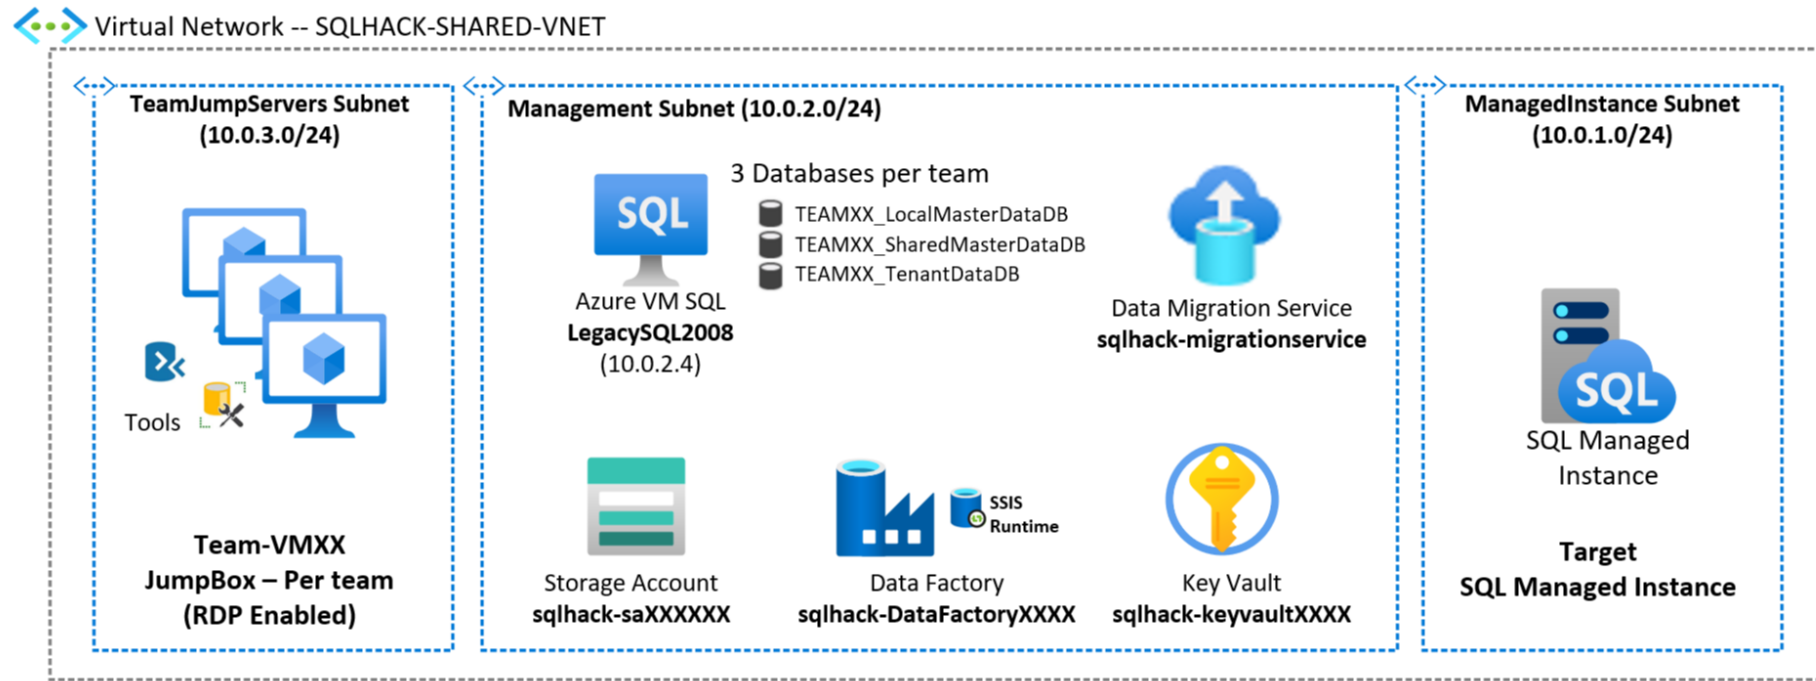 Virtual Network -- SQLHACK-SHARED-VNET
TeamJumpServers Subnet
(10.0.3.0/24)
Tools
Team-VMXX
JumpBox – Per team
(RDP Enabled)
Management Subnet (10.0.2.0/24)
SQL
Azure VM SQL
LegacySQL2008
(10.0.2.4)
3 Databases per team
TEAMXX_LocalMasterDataDB
TEAMXX_SharedMasterDataDB
TEAMXX_TenantDataDB
Data Migration Service
sqlhack-migrationservice
Storage Account
sqlhack-saXXXXXX
SSIS
Runtime
Data Factory
sqlhack-DataFactoryXXXX
Key Vault
sqlhack-keyvaultXXXX
ManagedInstance Subnet
(10.0.1.0/24)
SQL
SQL Managed
Instance
Target
SQL Managed Instance